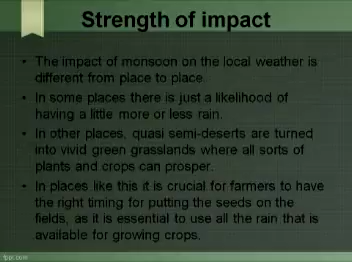 Strength of impact
• The impact of monsoon on the local weather is
different from place to place.
• In some places there is just a likelihood of
having a little more or less rain.
• In other places, quasi semi-deserts are turned
into vivid green grasslands where all sorts of
plants and crops can prosper.
• In places like this it is crucial for farmers to have
the right timing for putting the seeds on the
fields, as it is essential to use all the rain that is
available for growing crops.
fppt.com